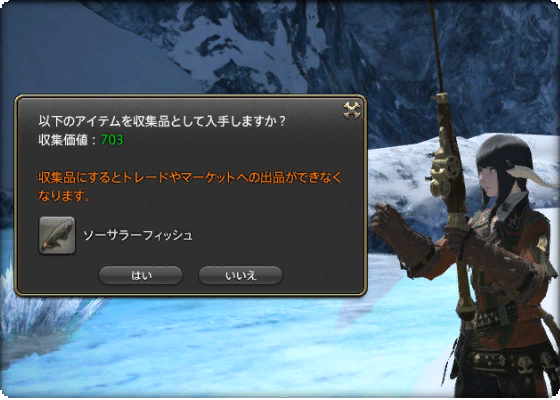 以下のアイテムを収集品として入手しますか？
収集価値：703
収集品にするとトレードやマーケットへの出品ができなく
なります。
ソーサラーフィッシュ
はい いいえ